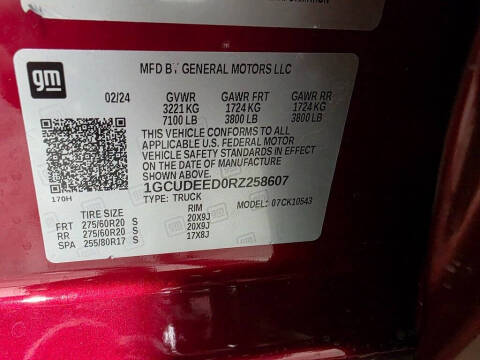 gm
MFD BY GENERAL MOTORS LLC
02/24 GVWR GAWR FRT GAWR RR
3221 KG 1724 KG 1724 KG
7100 LB 3800 LB 3800 LB
THIS VEHICLE CONFORMS TO ALL
APPLICABLE U.S. FEDERAL MOTOR
VEHICLE SAFETY STANDARDS IN EFFECT
ON THE DATE OF MANUFACTURE
SHOWN ABOVE.
170H
1GCUDEED0RZ258607
TYPE: TRUCK MODEL: 07CK10543
TIRE SIZE RIM
FRT 275/60R20 S 20X9J
RR 275/60R20 S 20X9J
SPA 255/80R17 S 17X8J